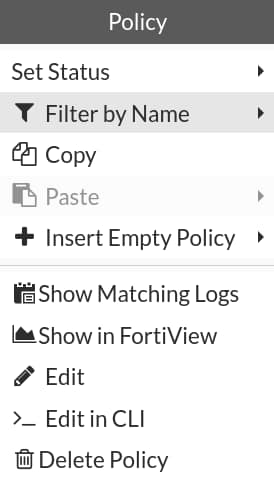 Policy
Set Status
Filter by Name
Copy
Paste
Insert Empty Policy
Show Matching Logs
Show in FortiView
Edit
Edit in CLI
Delete Policy